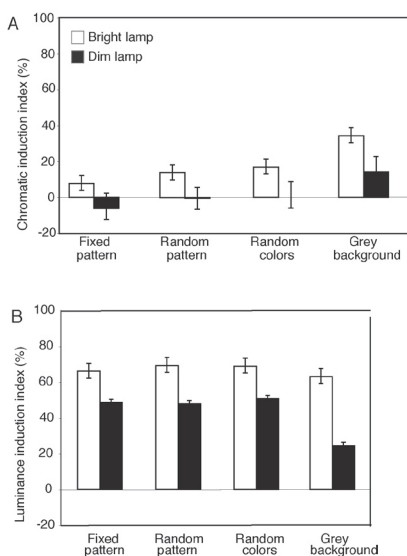 A
100
Bright lamp
80
Dim lamp
60
40
20
0
-20
Chromatic induction index (%)
Fixed pattern
Random pattern
Random colors
Grey background
B
100
80
60
40
20
0
-20
Luminance induction index (%)
Fixed pattern
Random pattern
Random colors
Grey background